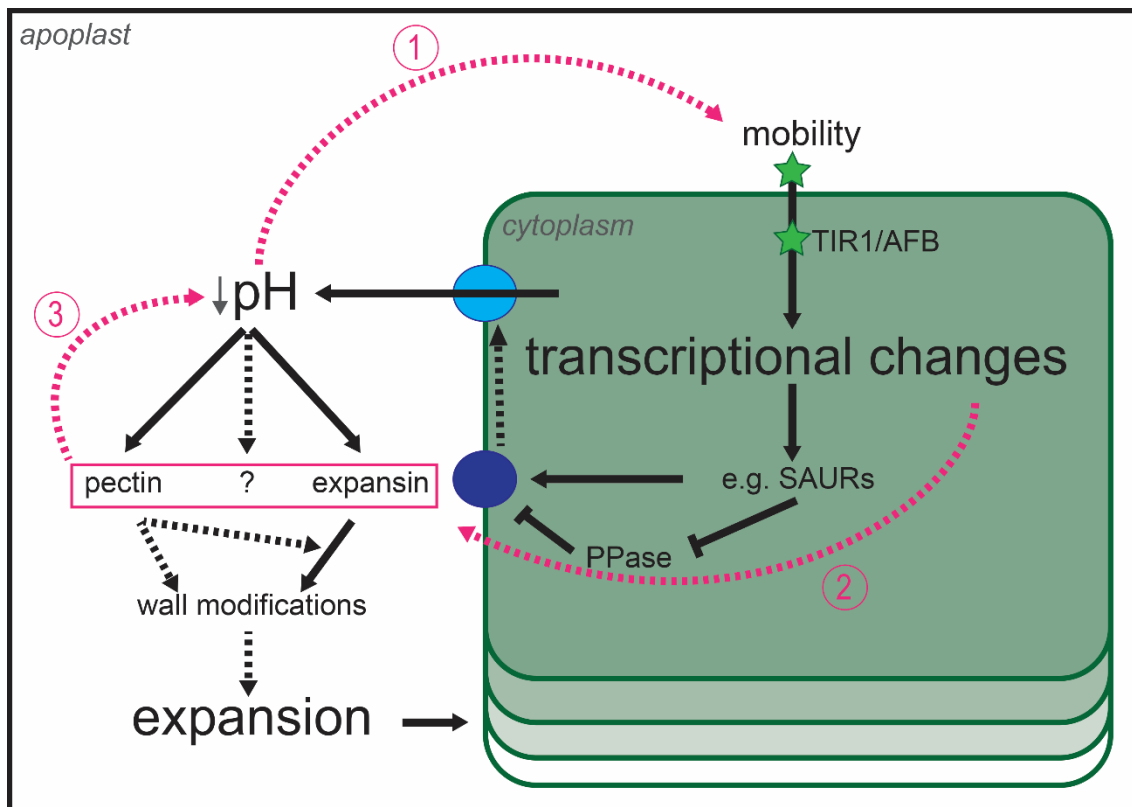 apoplast
1
mobility
cytoplasm
TIR1/AFB
↓pH
3
transcriptional changes
pectin ? expansin
e.g. SAURs
PPase
2
wall modifications
expansion